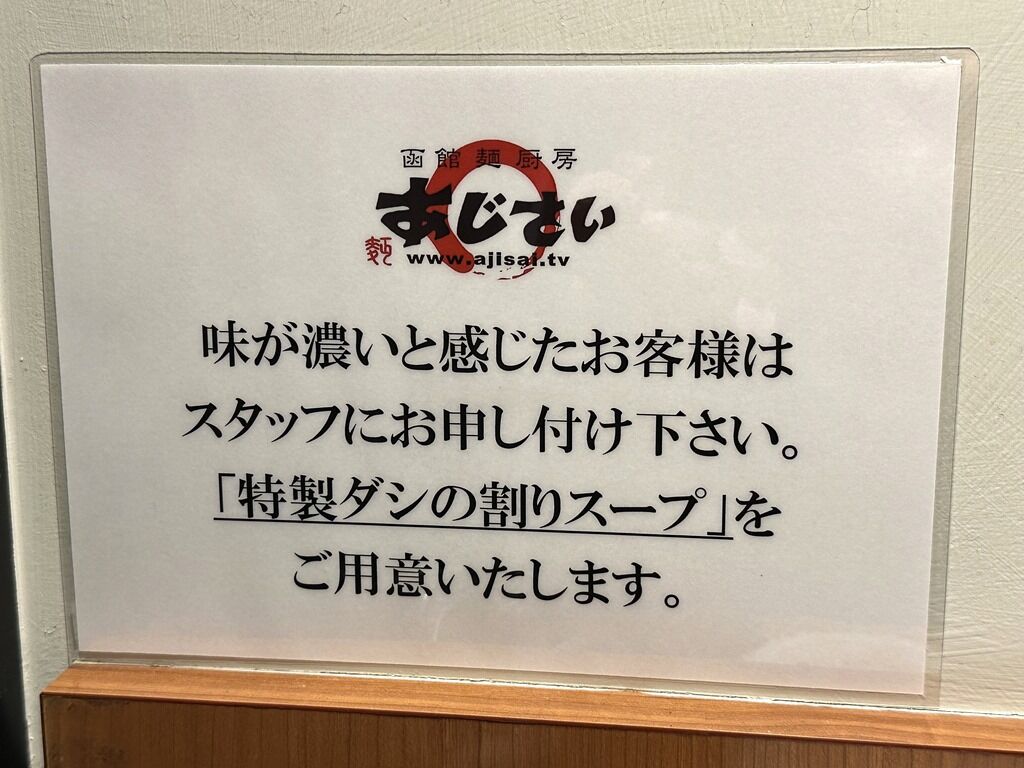 函館麺厨房
あじさい
麺
www.ajisai.tv
味が濃いと感じたお客様は
スタッフにお申し付け下さい。
「特製ダシの割りスープ」を
ご用意いたします。